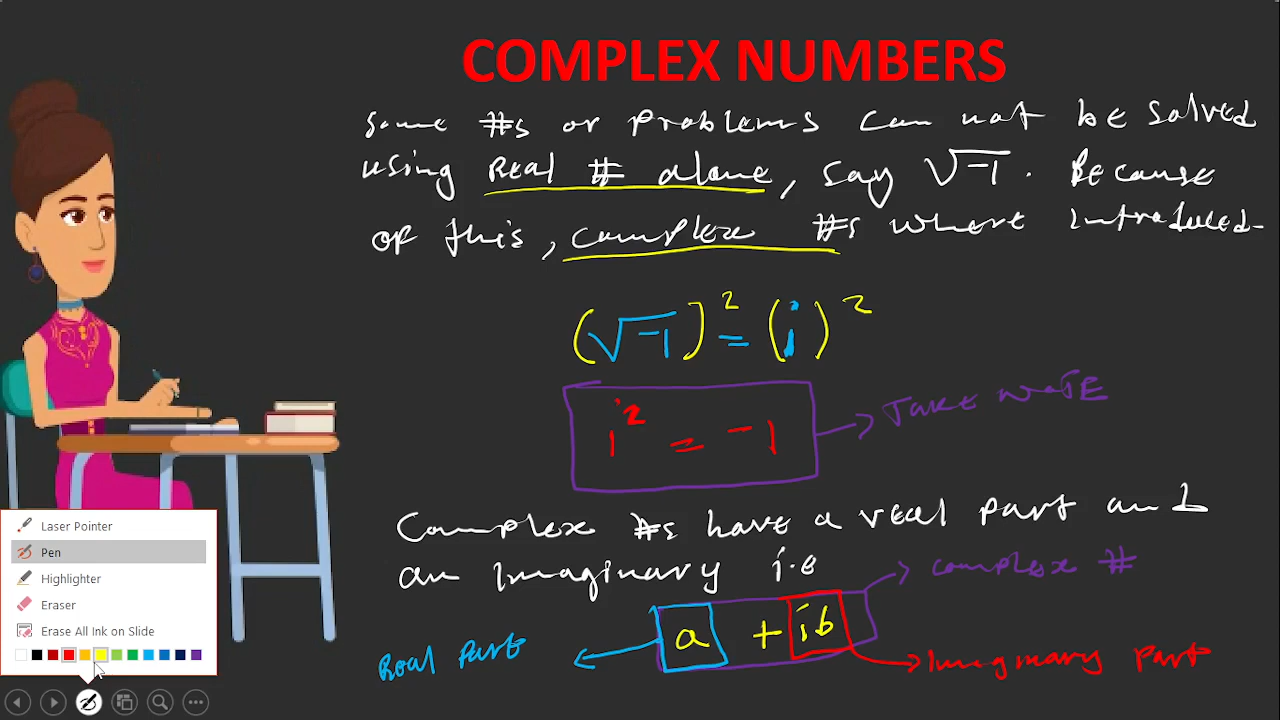 COMPLEX NUMBERS
Some #s or problems can not be solved
using Real # alone, say √-1. Because
of this, complex #s where introduced.
(√-1)² = (i)²
i² = -1
Take note
Complex #s have a real part and
an imaginary i.e
complex #
a + ib
Real Part
Imaginary part
Laser Pointer
Pen
Highlighter
Eraser
Erase All Ink on Slide